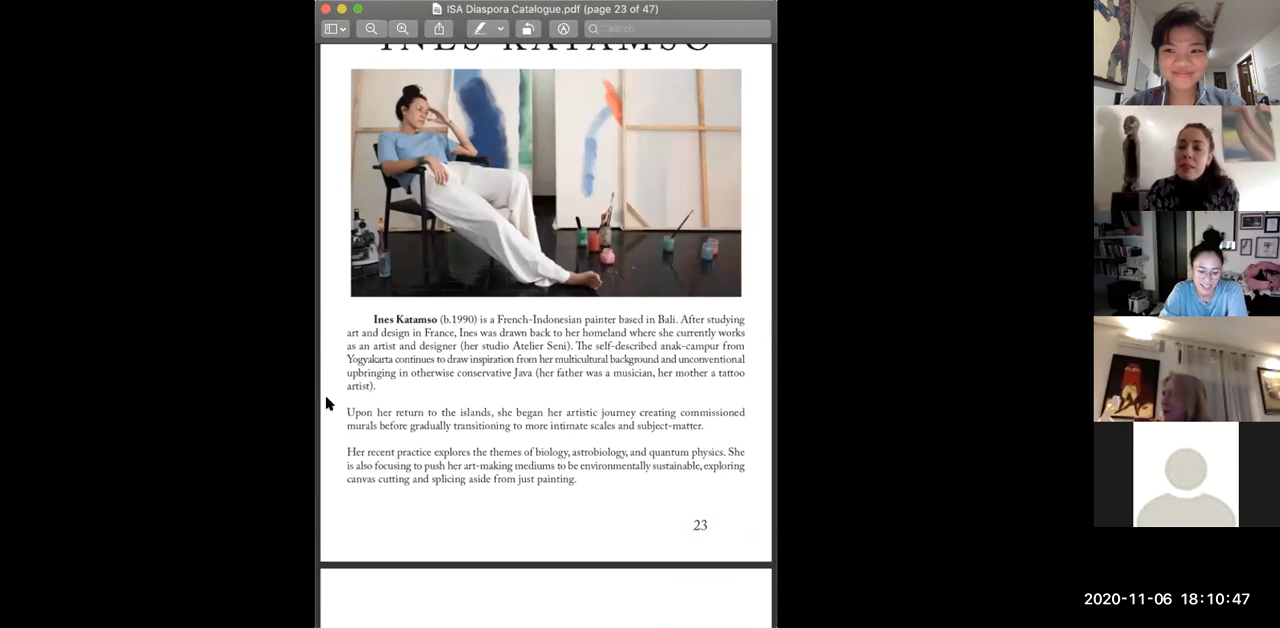 ISA Diaspora Catalogue.pdf (page 23 of 47)
INES KATAMSO
Ines Katamso (b.1990) is a French-Indonesian painter based in Bali. After studying
art and design in France, Ines was drawn back to her homeland where she currently works
as an artist and designer (her studio Atelier Seni). The self-described anak-campur from
Yogyakarta continues to draw inspiration from her multicultural background and unconventional
upbringing in otherwise conservative Java (her father was a musician, her mother a tattoo
artist).
Upon her return to the islands, she began her artistic journey creating commissioned
murals before gradually transitioning to more intimate scales and subject-matter.
Her recent practice explores the themes of biology, astrobiology, and quantum physics. She
is also focusing to push her art-making mediums to be environmentally sustainable, exploring
canvas cutting and splicing aside from just painting.
23
2020-11-06 18:10:47